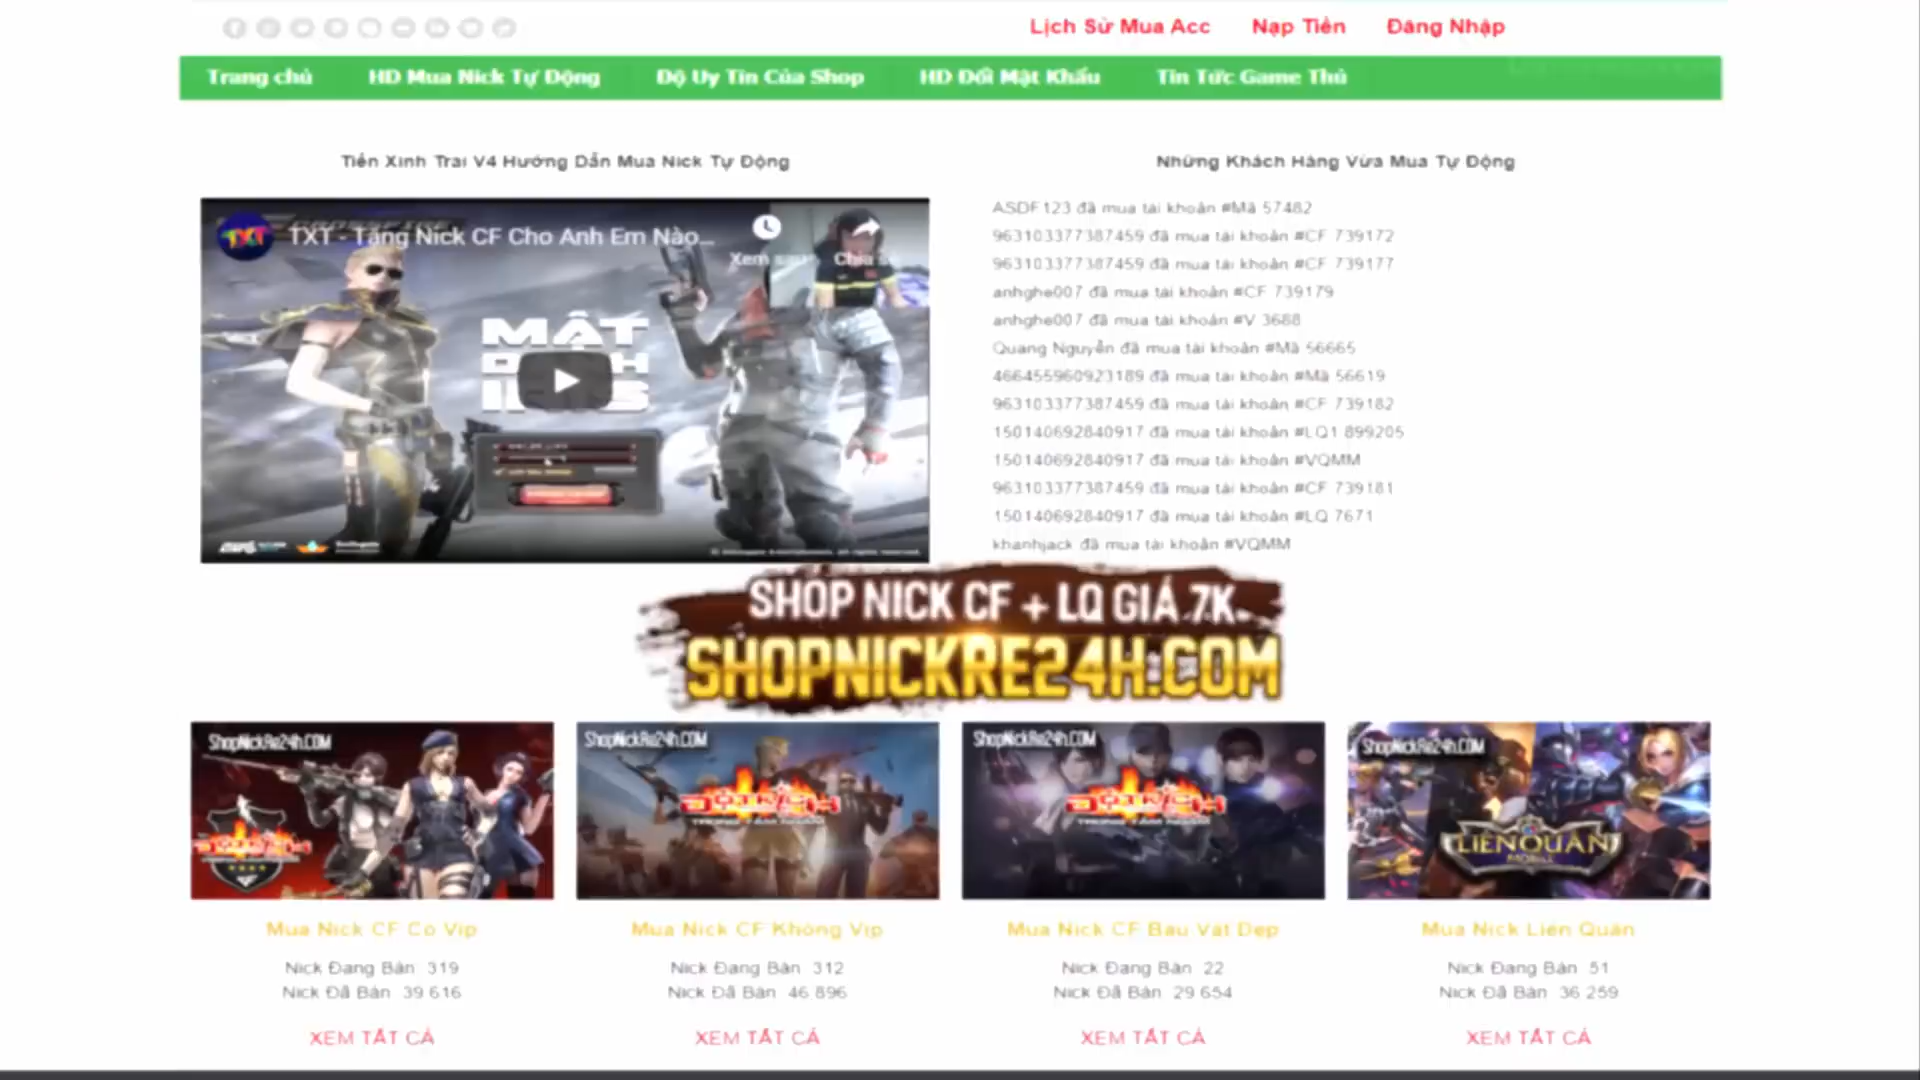 Lịch Sử Mua Acc Nạp Tiền Đăng Nhập
Trang chủ HD Mua Nick Tự Động Độ Uy Tín Của Shop HD Đổi Mật Khẩu Tin Tức Game Thủ
Tiền Xinh Trai V4 Hướng Dẫn Mua Nick Tự Động
TXT - Tặng Nick CF Cho Anh Em Nào...
Xem sau Chia sẻ
TXT
MẬT
DANH
Những Khách Hàng Vừa Mua Tự Động
ASDF123 đã mua tài khoản #Mã 57482
963103377387459 đã mua tài khoản #CF 739172
963103377387459 đã mua tài khoản #CF 739177
anhghe007 đã mua tài khoản #CF 739179
anhghe007 đã mua tài khoản #V 3688
Quang Nguyễn đã mua tài khoản #Mã 56665
466455960923189 đã mua tài khoản #Mã 56619
963103377387459 đã mua tài khoản #CF 739182
150140692840917 đã mua tài khoản #LQ1 899205
150140692840917 đã mua tài khoản #VQMM
963103377387459 đã mua tài khoản #CF 739181
150140692840917 đã mua tài khoản #LQ 7671
khanhjack đã mua tài khoản #VQMM
SHOP NICK CF + LQ GIÁ 7K
SHOPNICKRE24H.COM
ShopNickRe24h.COM ShopNickRe24h.COM ShopNickRe24h.COM ShopNickRe24h.COM
LIÊN QUÂN
MOBILE
Mua Nick CF Có Vip Mua Nick CF Không Vip Mua Nick CF Báu Vật Đẹp Mua Nick Liên Quân
Nick Đang Bán 319 Nick Đang Bán 312 Nick Đang Bán 22 Nick Đang Bán 51
Nick Đã Bán 39 616 Nick Đã Bán 46 896 Nick Đã Bán 29 654 Nick Đã Bán 36 259
XEM TẤT CẢ XEM TẤT CẢ XEM TẤT CẢ XEM TẤT CẢ